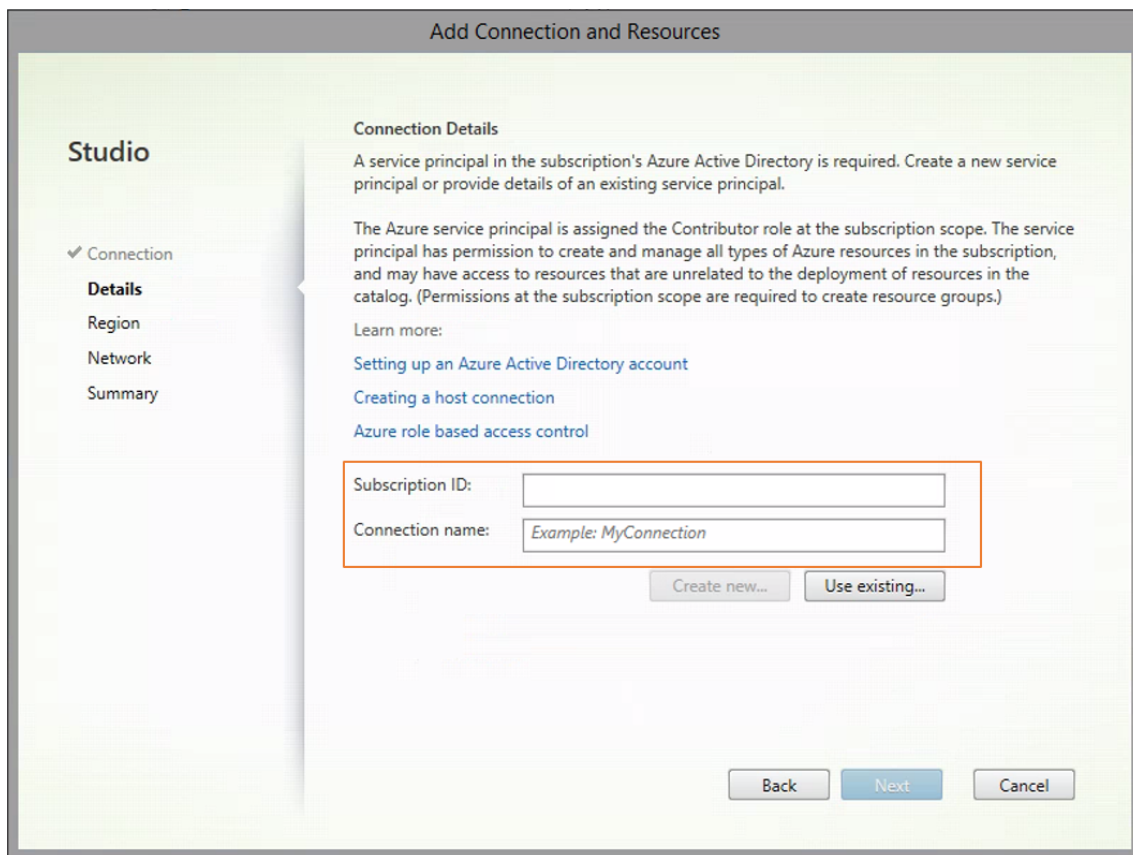 Add Connection and Resources
Studio
Connection
Details
Region
Network
Summary
Connection Details
A service principal in the subscription's Azure Active Directory is required. Create a new service
principal or provide details of an existing service principal.
The Azure service principal is assigned the Contributor role at the subscription scope. The service
principal has permission to create and manage all types of Azure resources in the subscription,
and may have access to resources that are unrelated to the deployment of resources in the
catalog. (Permissions at the subscription scope are required to create resource groups.)
Learn more:
Setting up an Azure Active Directory account
Creating a host connection
Azure role based access control
Subscription ID:
Connection name: Example: MyConnection
Create new... Use existing...
Back Next Cancel